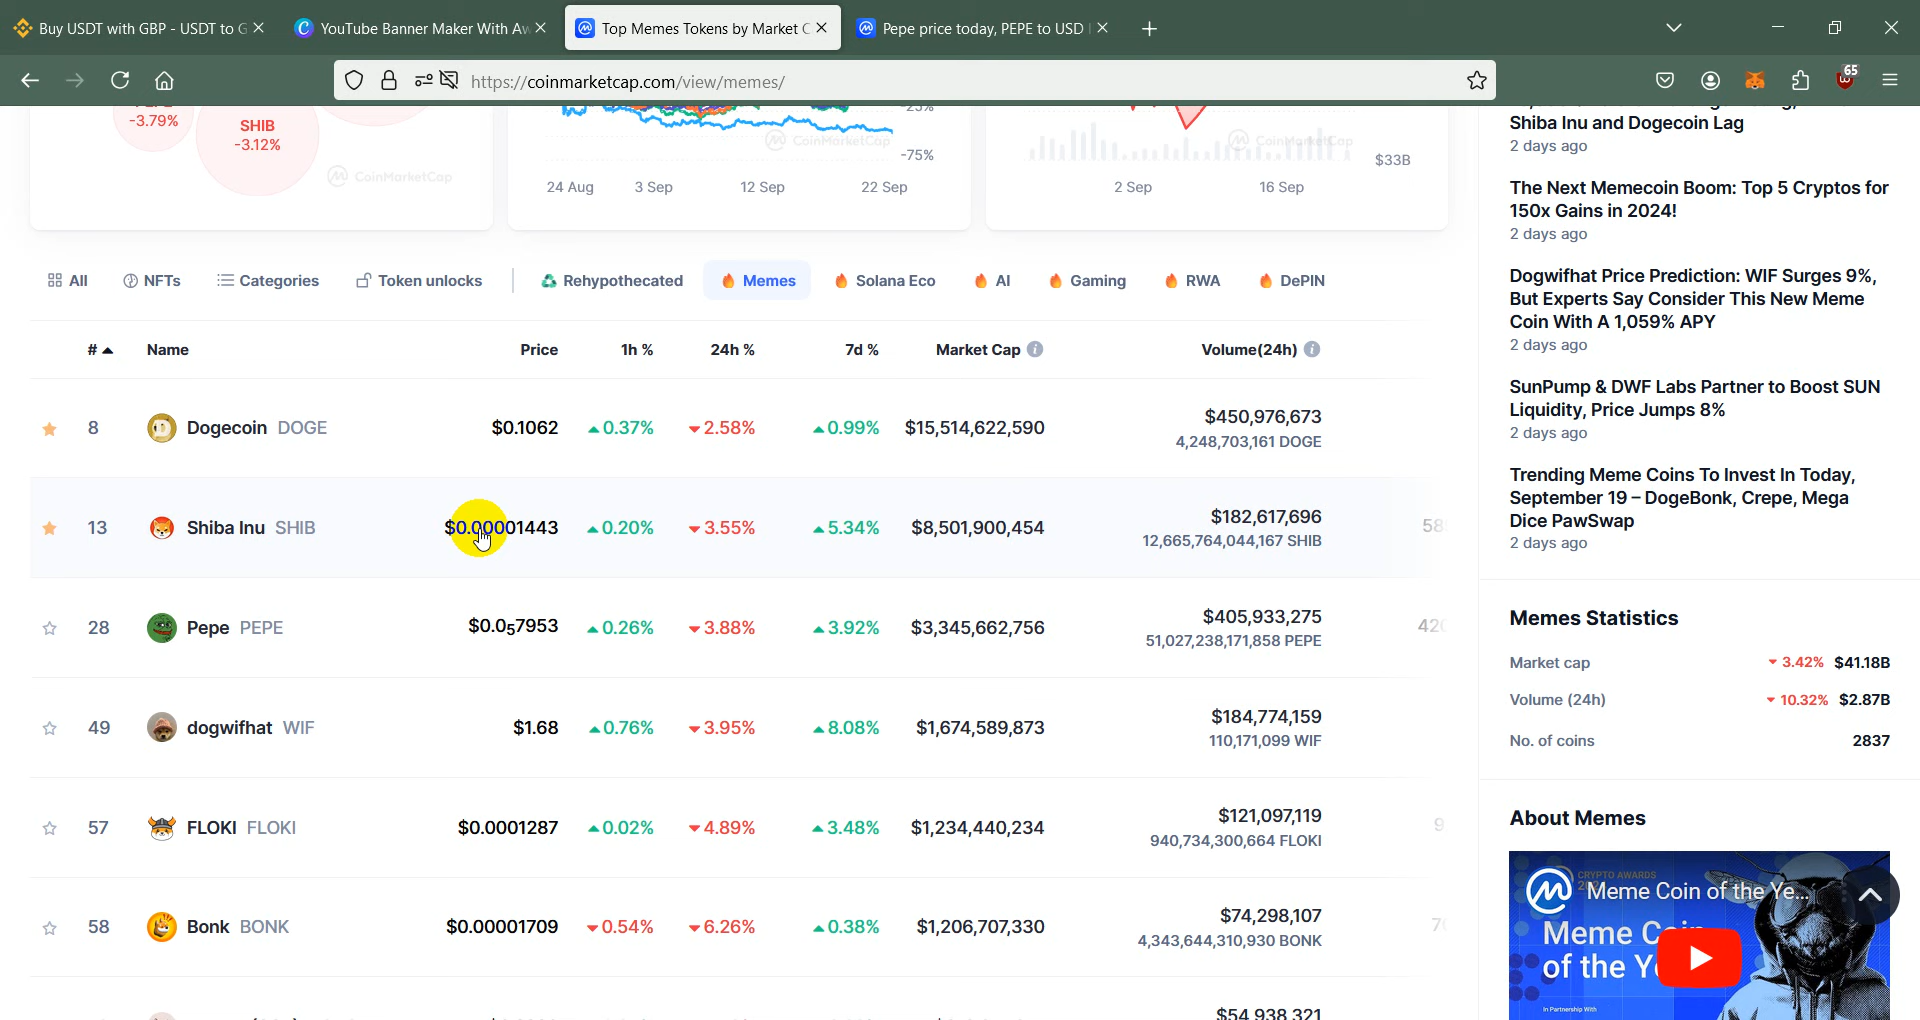 Buy USDT with GBP - USDT to G
YouTube Banner Maker With Aw
Top Memes Tokens by Market C
Pepe price today, PEPE to USD
https://coinmarketcap.com/view/memes/
65
-3.79%
SHIB
-3.12%
CoinMarketCap
CoinMarketCap
-75%
24 Aug 3 Sep 12 Sep 22 Sep
CoinMarketCap
$33B
2 Sep 16 Sep
Shiba Inu and Dogecoin Lag
2 days ago
The Next Memecoin Boom: Top 5 Cryptos for
150x Gains in 2024!
2 days ago
Dogwifhat Price Prediction: WIF Surges 9%,
But Experts Say Consider This New Meme
Coin With A 1,059% APY
2 days ago
SunPump & DWF Labs Partner to Boost SUN
Liquidity, Price Jumps 8%
2 days ago
Trending Meme Coins To Invest In Today,
September 19 – DogeBonk, Crepe, Mega
Dice PawSwap
2 days ago
All NFTs Categories Token unlocks Rehypothecated Memes Solana Eco AI Gaming RWA DePIN
# Name Price 1h % 24h % 7d % Market Cap Volume(24h)
8 Dogecoin DOGE $0.1062 0.37% 2.58% 0.99% $15,514,622,590 $450,976,673
4,248,703,161 DOGE
13 Shiba Inu SHIB $0.00001443 0.20% 3.55% 5.34% $8,501,900,454 $182,617,696
12,665,764,044,167 SHIB
28 Pepe PEPE $0.0₅7953 0.26% 3.88% 3.92% $3,345,662,756 $405,933,275
51,027,238,171,858 PEPE
49 dogwifhat WIF $1.68 0.76% 3.95% 8.08% $1,674,589,873 $184,774,159
110,171,099 WIF
57 FLOKI FLOKI $0.0001287 0.02% 4.89% 3.48% $1,234,440,234 $121,097,119
940,734,300,664 FLOKI
58 Bonk BONK $0.00001709 0.54% 6.26% 0.38% $1,206,707,330 $74,298,107
4,343,644,310,930 BONK
$54,938,321
Memes Statistics
Market cap 3.42% $41.18B
Volume (24h) 10.32% $2.87B
No. of coins 2837
About Memes
CRYPTO AWARDS
Meme Coin of the Ye...
Meme
of the
In Partnership With